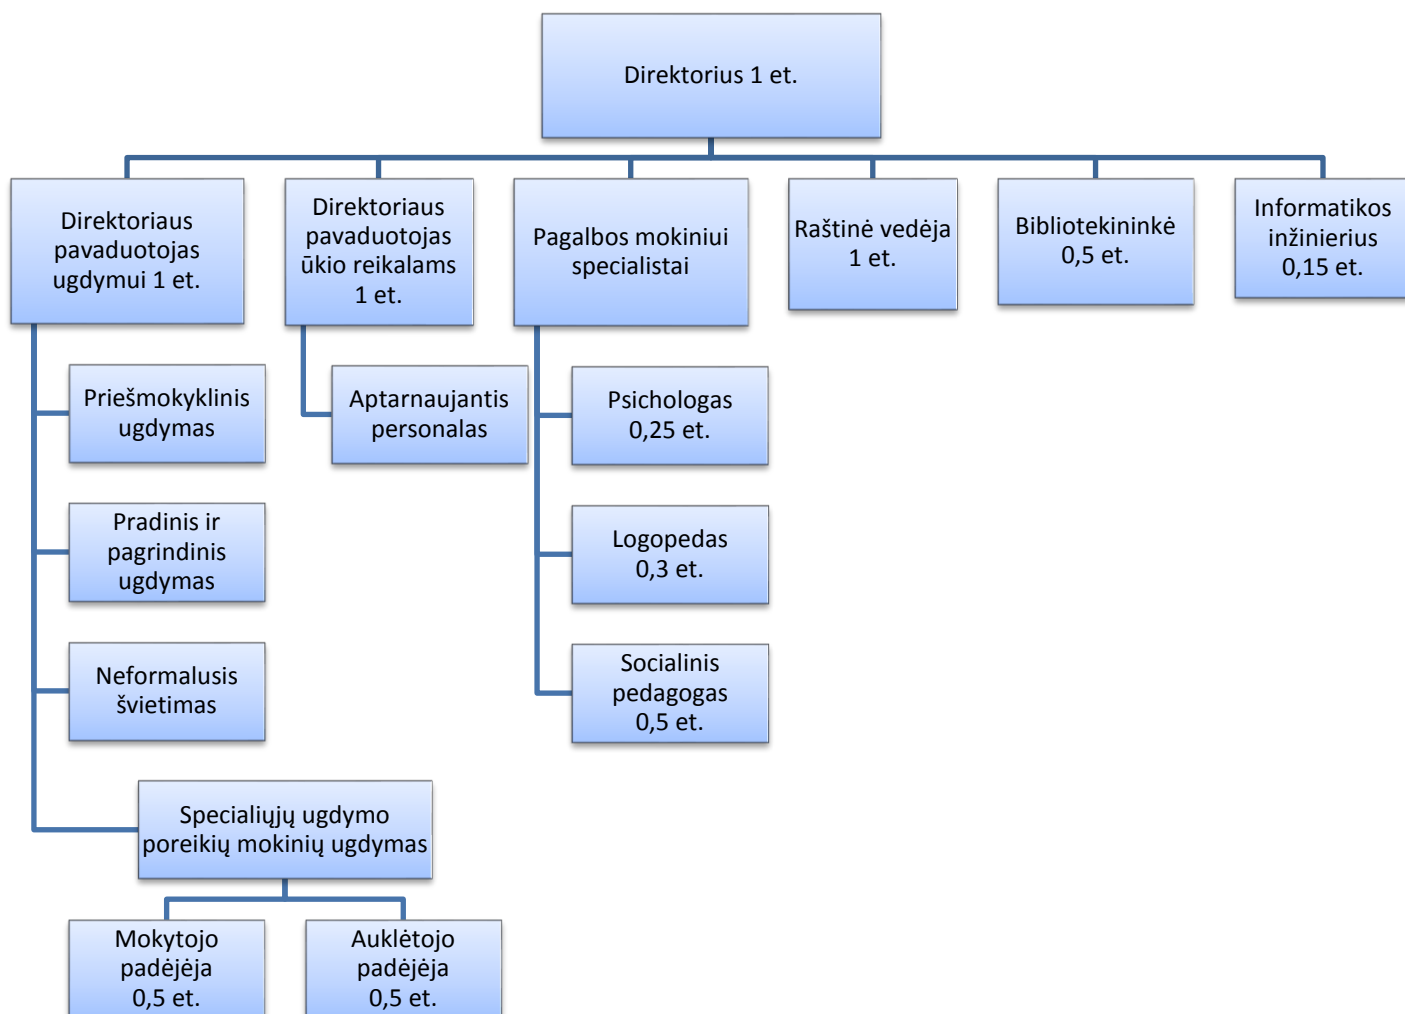 Direktorius 1 et.
Direktoriaus
pavaduotojas
ugdymui 1 et.
Direktoriaus
pavaduotojas
ūkio reikalams
1 et.
Pagalbos mokiniui
specialistai
Raštinė vedėja
1 et.
Bibliotekininkė
0,5 et.
Informatikos
inžinierius
0,15 et.
Priešmokyklinis
ugdymas
Aptarnaujantis
personalas
Psichologas
0,25 et.
Pradinis ir
pagrindinis
ugdymas
Logopedas
0,3 et.
Neformalusis
švietimas
Socialinis
pedagogas
0,5 et.
Specialiųjų ugdymo
poreikių mokinių ugdymas
Mokytojo
padėjėja
0,5 et.
Auklėtojo
padėjėja
0,5 et.